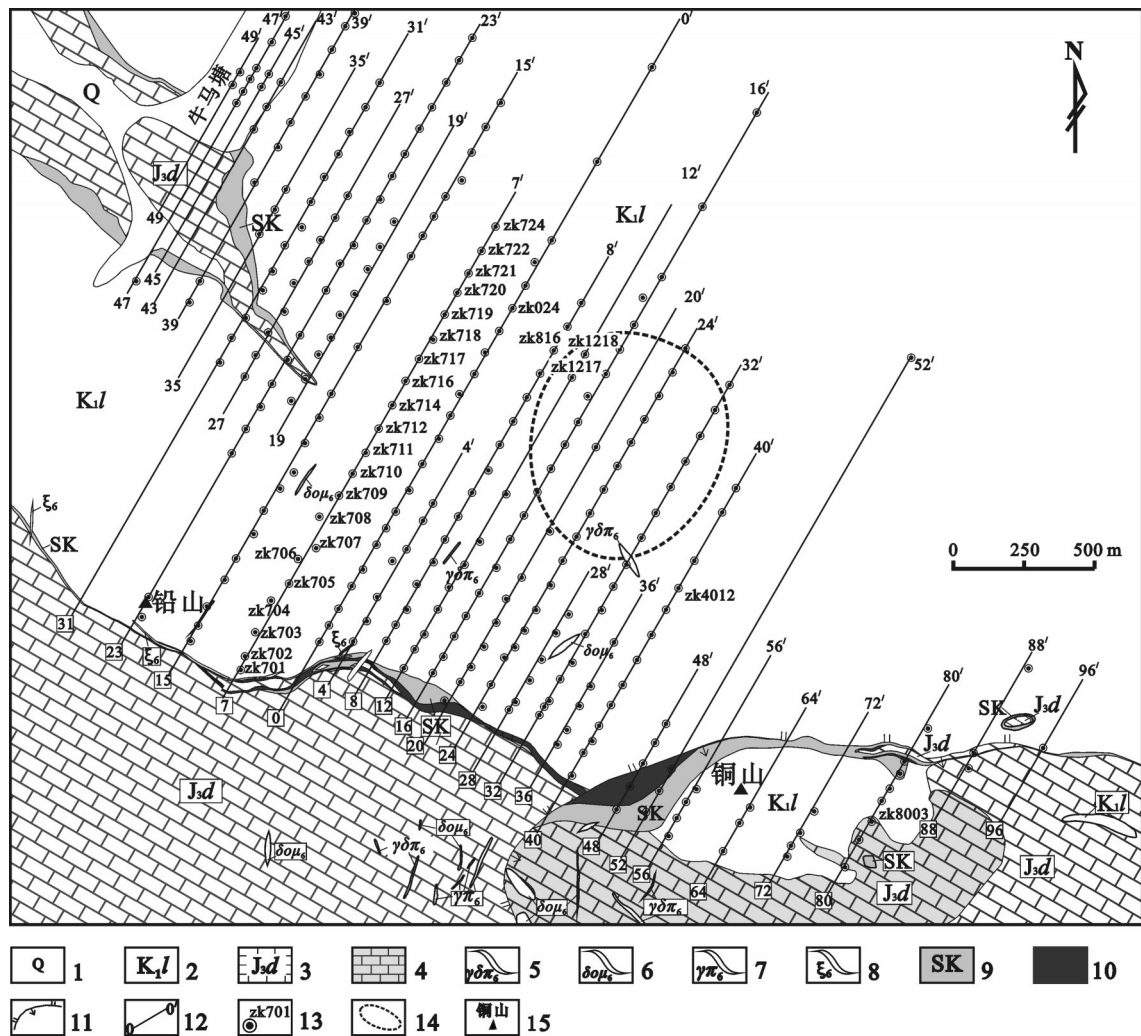 47′ 43′ 39′ 23′ 0′
49′ 45′ 31′
35′ 15′ 16′
27′
19′
Q
牛马塘
J₃d
7′
12′
K₁l
49
SK
zk724
8′
zk722
45
zk721
47
43
zk720
20′
39
zk719
zk024
24′
zk718
zk816
zk1218
zk717
zk1217
32′
52′
35
zk716
K₁l
zk714
27
zk712
19
zk711
4′
40′
zk710
δομ₆
zk709
ξ₆
zk708
γδπ₆
SK
zk707
γδπ₆
zk706
28′
36′
zk705
zk4012
铅山
zk704
31
zk703
ξ₆
δομ₆
23
ξ₆
zk702
48′
56′
88′
15
zk701
4
80′
96′
7
0
8
12
64′
72′
SK
J₃d
16
SK
20
24
J₃d
28
铜山
32
36
K₁l
J₃d
SK
zk8003
K₁l
δομ₆
40
48
88
96
δομ₆
γδπ₆
52
56
SK
J₃d
γπ₆
64
72
80
J₃d
δομ₆
γδπ₆
N
0 250 500 m
Q 1 K₁l 2 J₃d 3 4 γδπ₆ 5 δομ₆ 6 γπ₆ 7 ξ₆ 8 SK 9 10
11 0 0′ 12 zk701 13 14 铜山 15